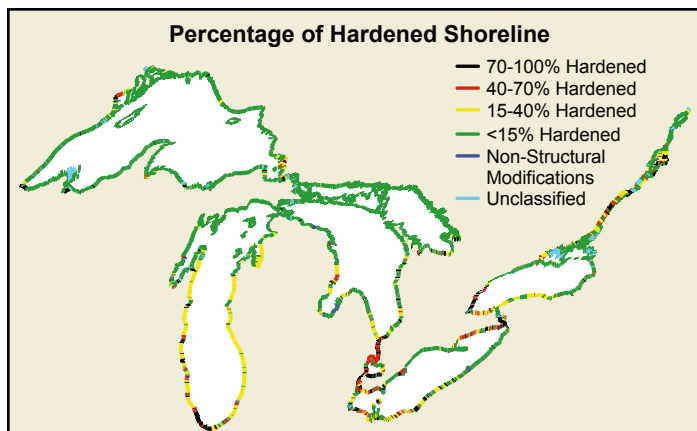 Percentage of Hardened Shoreline
70-100% Hardened
40-70% Hardened
15-40% Hardened
<15% Hardened
Non-Structural
Modifications
Unclassified